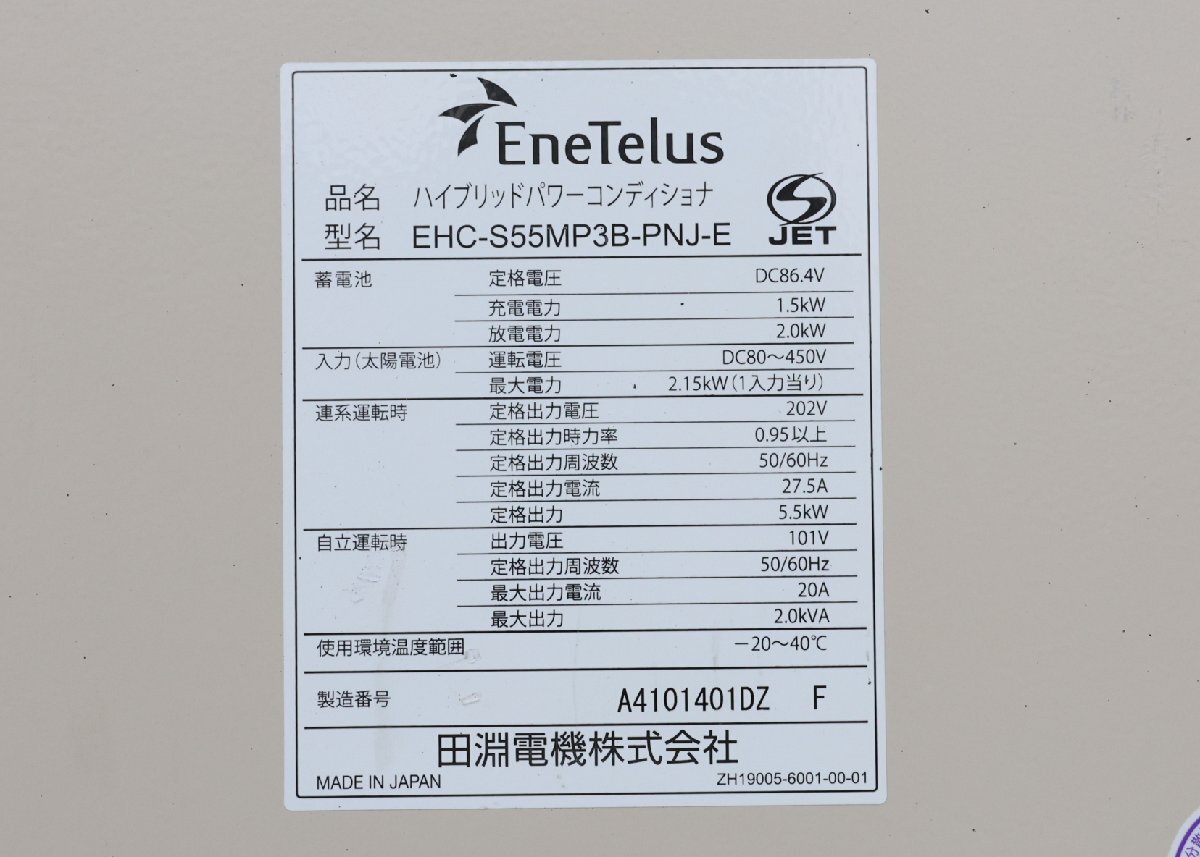 EneTelus
品名 ハイブリッドパワーコンディショナ
型名 EHC-S55MP3B-PNJ-E
JET
蓄電池 定格電圧 DC86.4V
充電電力 1.5kW
放電電力 2.0kW
入力(太陽電池) 運転電圧 DC80～450V
最大電力 2.15kW(1入力当り)
連系運転時 定格出力電圧 202V
定格出力時力率 0.95以上
定格出力周波数 50/60Hz
定格出力電流 27.5A
定格出力 5.5kW
自立運転時 出力電圧 101V
定格出力周波数 50/60Hz
最大出力電流 20A
最大出力 2.0kVA
使用環境温度範囲 －20～40℃
製造番号 A4101401DZ F
田淵電機株式会社
MADE IN JAPAN ZH19005-6001-00-01